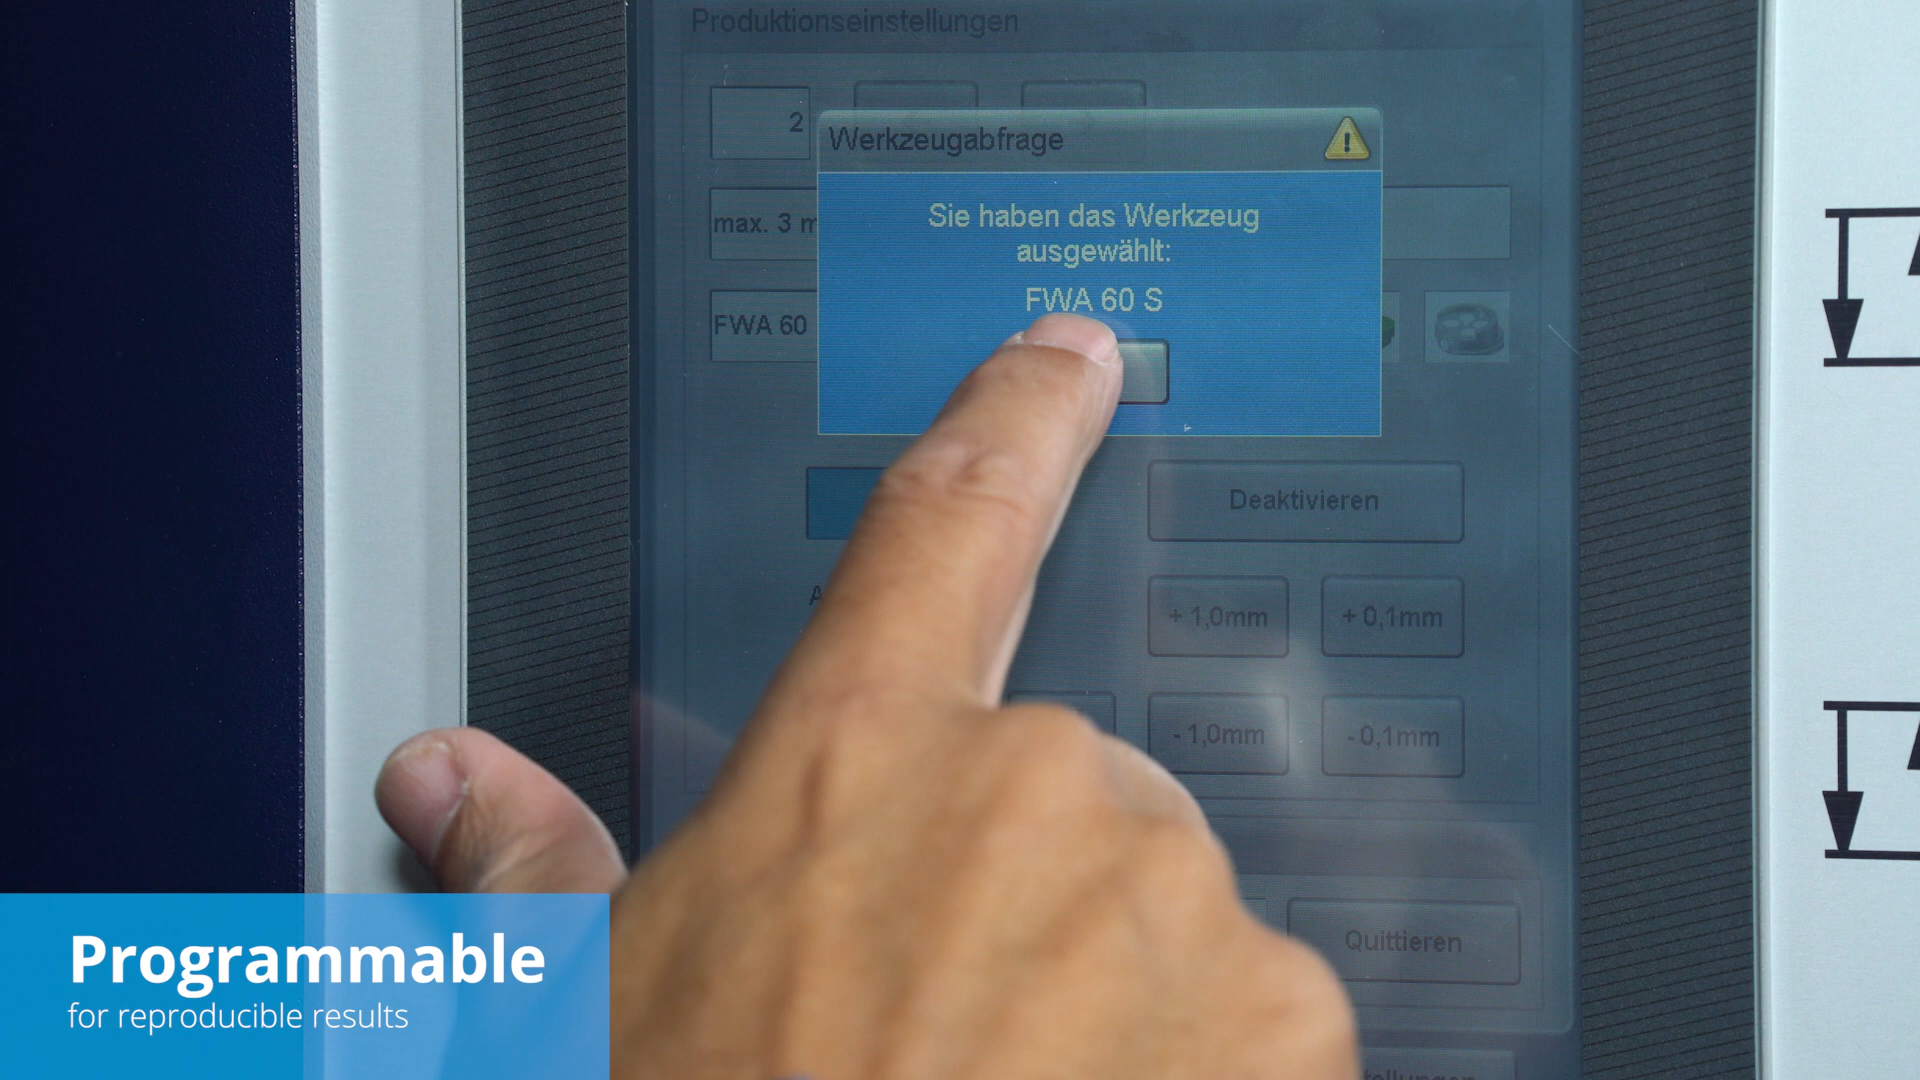 Produktionseinstellungen
2
Werkzeugabfrage
max. 3
Sie haben das Werkzeug
ausgewählt:
FWA 60 S
FWA 60
Deaktivieren
+ 1,0mm
+ 0,1mm
- 1,0mm
- 0,1mm
Quittieren
Programmable
for reproducible results